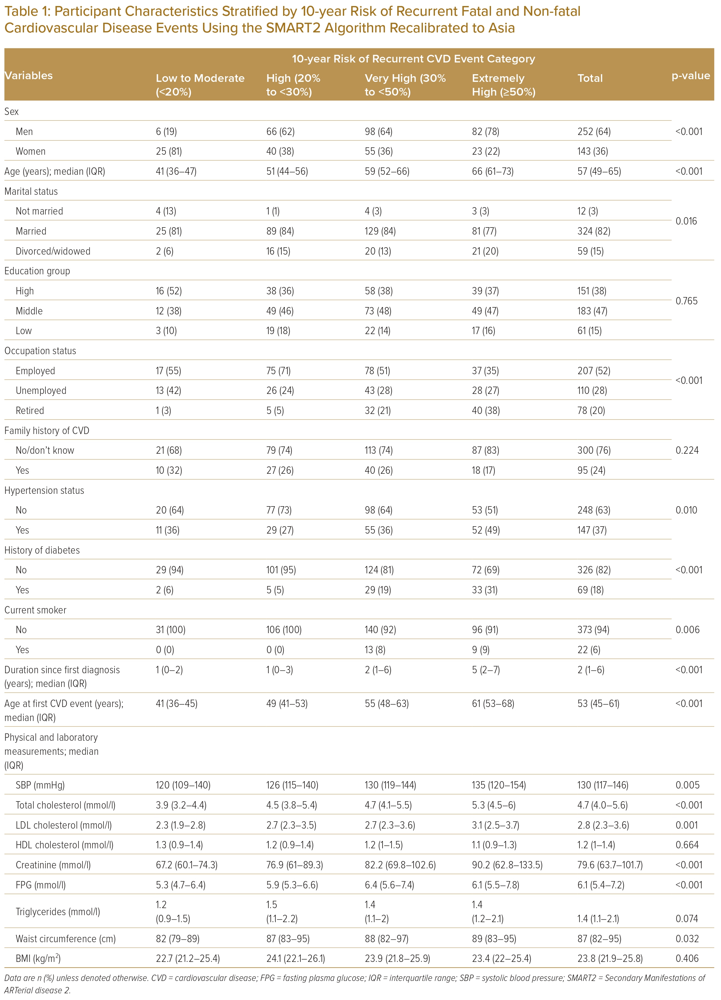 Table 1: Participant Characteristics Stratified by 10-year Risk of Recurrent Fatal and Non-fatal
Cardiovascular Disease Events Using the SMART2 Algorithm Recalibrated to Asia
10-year Risk of Recurrent CVD Event Category
Variables Low to Moderate (<20%) High (20% to <30%) Very High (30% to <50%) Extremely High (≥50%) Total p-value
Sex
Men 6 (19) 66 (62) 98 (64) 82 (78) 252 (64) <0.001
Women 25 (81) 40 (38) 55 (36) 23 (22) 143 (36)
Age (years); median (IQR) 41 (36–47) 51 (44–56) 59 (52–66) 66 (61–73) 57 (49–65) <0.001
Marital status
Not married 4 (13) 1 (1) 4 (3) 3 (3) 12 (3)
0.016
Married 25 (81) 89 (84) 129 (84) 81 (77) 324 (82)
Divorced/widowed 2 (6) 16 (15) 20 (13) 21 (20) 59 (15)
Education group
High 16 (52) 38 (36) 58 (38) 39 (37) 151 (38)
0.765
Middle 12 (38) 49 (46) 73 (48) 49 (47) 183 (47)
Low 3 (10) 19 (18) 22 (14) 17 (16) 61 (15)
Occupation status
Employed 17 (55) 75 (71) 78 (51) 37 (35) 207 (52)
<0.001
Unemployed 13 (42) 26 (24) 43 (28) 28 (27) 110 (28)
Retired 1 (3) 5 (5) 32 (21) 40 (38) 78 (20)
Family history of CVD
No/don’t know 21 (68) 79 (74) 113 (74) 87 (83) 300 (76) 0.224
Yes 10 (32) 27 (26) 40 (26) 18 (17) 95 (24)
Hypertension status
No 20 (64) 77 (73) 98 (64) 53 (51) 248 (63) 0.010
Yes 11 (36) 29 (27) 55 (36) 52 (49) 147 (37)
History of diabetes
No 29 (94) 101 (95) 124 (81) 72 (69) 326 (82) <0.001
Yes 2 (6) 5 (5) 29 (19) 33 (31) 69 (18)
Current smoker
No 31 (100) 106 (100) 140 (92) 96 (91) 373 (94) 0.006
Yes 0 (0) 0 (0) 13 (8) 9 (9) 22 (6)
Duration since first diagnosis 1 (0–2) 1 (0–3) 2 (1–6) 5 (2–7) 2 (1–6) <0.001
(years); median (IQR)
Age at first CVD event (years); 41 (36–45) 49 (41–53) 55 (48–63) 61 (53–68) 53 (45–61) <0.001
median (IQR)
Physical and laboratory
measurements; median
(IQR)
SBP (mmHg) 120 (109–140) 126 (115–140) 130 (119–144) 135 (120–154) 130 (117–146) 0.005
Total cholesterol (mmol/l) 3.9 (3.2–4.4) 4.5 (3.8–5.4) 4.7 (4.1–5.5) 5.3 (4.5–6) 4.7 (4.0–5.6) <0.001
LDL cholesterol (mmol/l) 2.3 (1.9–2.8) 2.7 (2.3–3.5) 2.7 (2.3–3.6) 3.1 (2.5–3.7) 2.8 (2.3–3.6) 0.001
HDL cholesterol (mmol/l) 1.3 (0.9–1.4) 1.2 (0.9–1.4) 1.2 (1–1.5) 1.1 (0.9–1.3) 1.2 (1–1.4) 0.664
Creatinine (mmol/l) 67.2 (60.1–74.3) 76.9 (61–89.3) 82.2 (69.8–102.6) 90.2 (62.8–133.5) 79.6 (63.7–101.7) <0.001
FPG (mmol/l) 5.3 (4.7–6.4) 5.9 (5.3–6.6) 6.4 (5.6–7.4) 6.1 (5.5–7.8) 6.1 (5.4–7.2) <0.001
Triglycerides (mmol/l) 1.2 (0.9–1.5) 1.5 (1.1–2.2) 1.4 (1.1–2) 1.4 (1.2–2.1) 1.4 (1.1–2.1) 0.074
Waist circumference (cm) 82 (79–89) 87 (83–95) 88 (82–97) 89 (83–95) 87 (82–95) 0.032
BMI (kg/m²) 22.7 (21.2–25.4) 24.1 (22.1–26.1) 23.9 (21.8–25.9) 23.4 (22–25.4) 23.8 (21.9–25.8) 0.406
Data are n (%) unless denoted otherwise. CVD = cardiovascular disease; FPG = fasting plasma glucose; IQR = interquartile range; SBP = systolic blood pressure; SMART2 = Secondary Manifestations of
ARTerial disease 2.